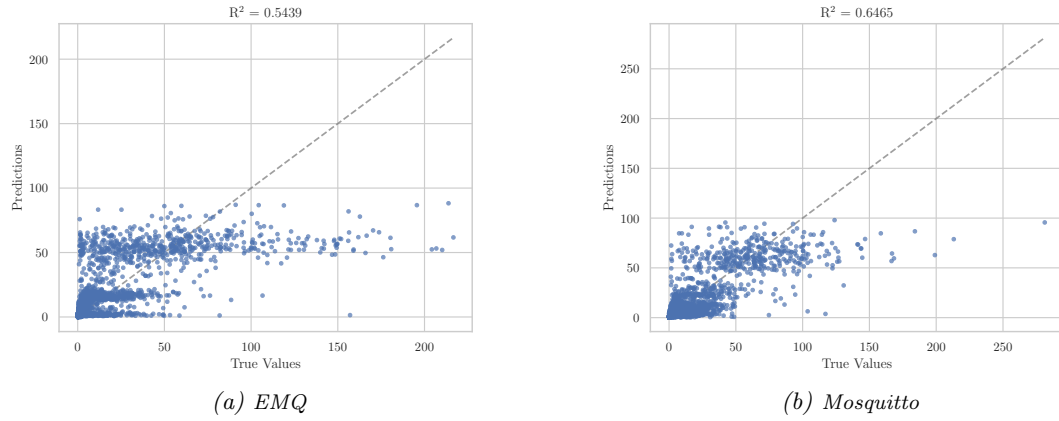 R² = 0.5439
200
150
100
50
0
Predictions
0 50 100 150 200
True Values
(a) EMQ
R² = 0.6465
250
200
150
100
50
0
Predictions
0 50 100 150 200 250
True Values
(b) Mosquitto